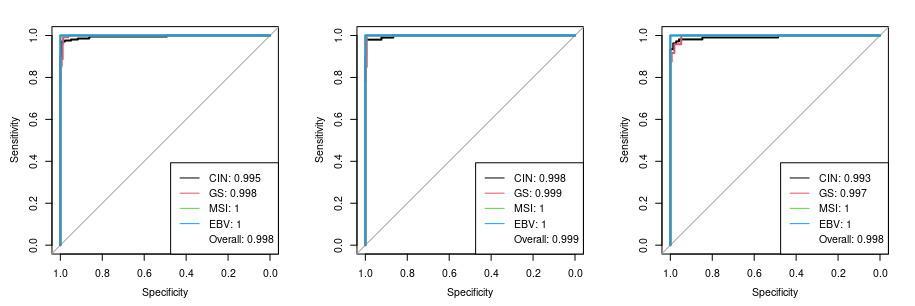 Sensitivity
1.0
0.8
0.6
0.4
0.2
0.0
CIN: 0.995
GS: 0.998
MSI: 1
EBV: 1
Overall: 0.998
1.0 0.8 0.6 0.4 0.2 0.0
Specificity
Sensitivity
1.0
0.8
0.6
0.4
0.2
0.0
CIN: 0.998
GS: 0.999
MSI: 1
EBV: 1
Overall: 0.999
1.0 0.8 0.6 0.4 0.2 0.0
Specificity
Sensitivity
1.0
0.8
0.6
0.4
0.2
0.0
CIN: 0.993
GS: 0.997
MSI: 1
EBV: 1
Overall: 0.998
1.0 0.8 0.6 0.4 0.2 0.0
Specificity